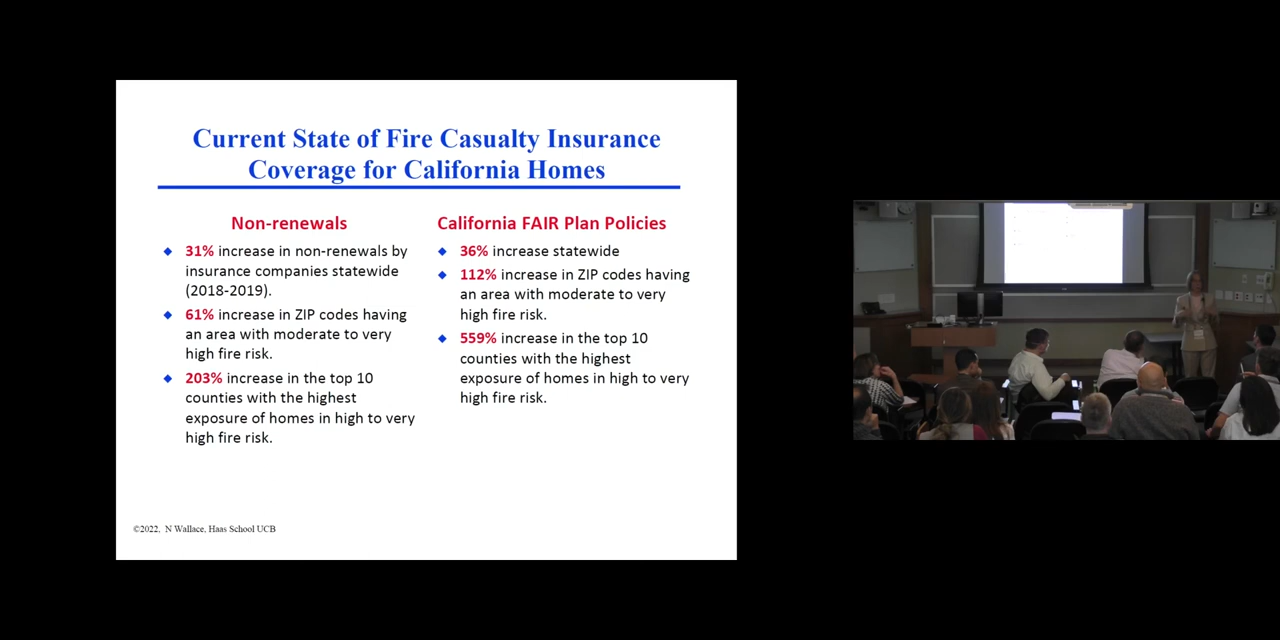 Current State of Fire Casualty Insurance
Coverage for California Homes
Non-renewals
31% increase in non-renewals by
insurance companies statewide
(2018-2019).
61% increase in ZIP codes having
an area with moderate to very
high fire risk.
203% increase in the top 10
counties with the highest
exposure of homes in high to very
high fire risk.
California FAIR Plan Policies
36% increase statewide
112% increase in ZIP codes having
an area with moderate to very
high fire risk.
559% increase in the top 10
counties with the highest
exposure of homes in high to very
high fire risk.
©2022, N Wallace, Haas School UCB